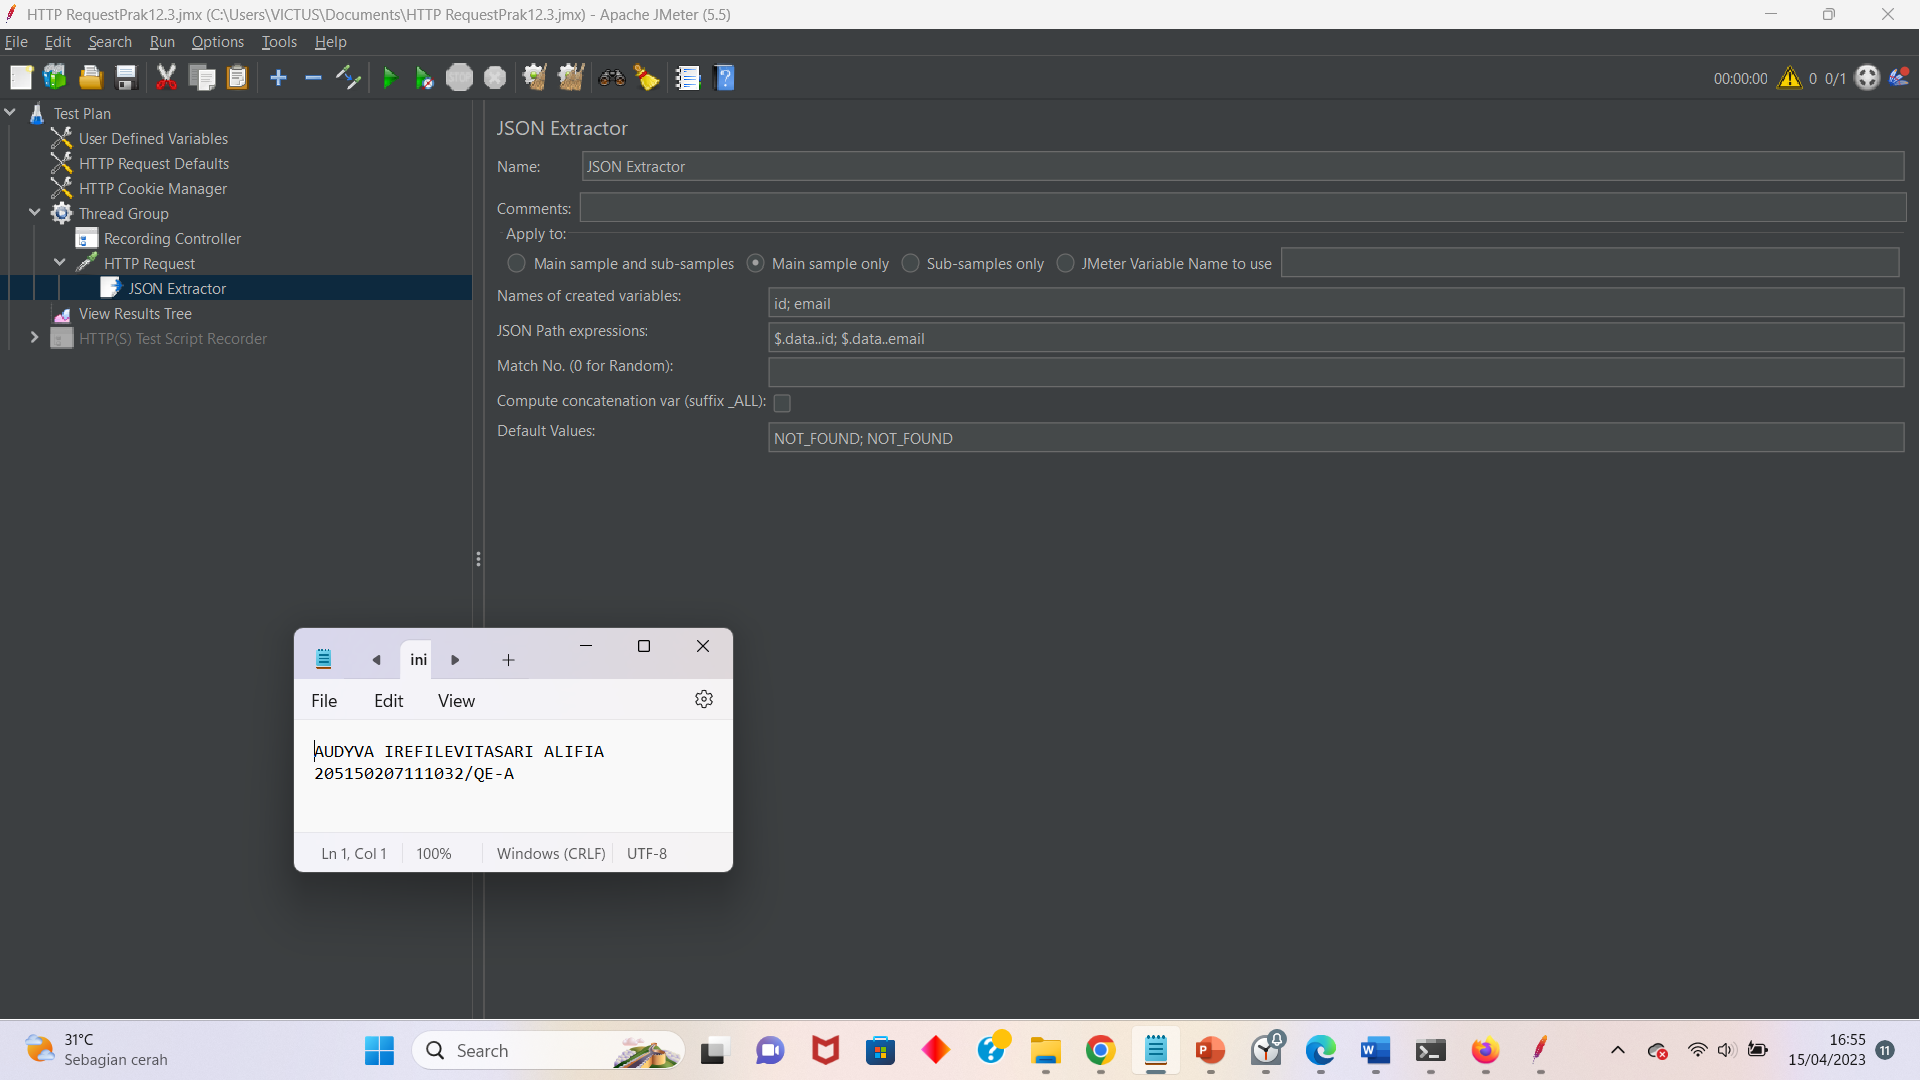 HTTP RequestPrak12.3.jmx (C:\Users\VICTUS\Documents\HTTP RequestPrak12.3.jmx) - Apache JMeter (5.5)
File Edit Search Run Options Tools Help
STOP
00:00:00 0 0/1
Test Plan
User Defined Variables
HTTP Request Defaults
HTTP Cookie Manager
Thread Group
Recording Controller
HTTP Request
JSON Extractor
View Results Tree
HTTP(S) Test Script Recorder
JSON Extractor
Name: JSON Extractor
Comments:
Apply to:
Main sample and sub-samples Main sample only Sub-samples only JMeter Variable Name to use
Names of created variables: id; email
JSON Path expressions: $.data..id; $.data..email
Match No. (0 for Random):
Compute concatenation var (suffix _ALL):
Default Values: NOT_FOUND; NOT_FOUND
ini
File Edit View
AUDYVA IREFILEVITASARI ALIFIA
205150207111032/QE-A
Ln 1, Col 1 100% Windows (CRLF) UTF-8
31°C
Sebagian cerah
Search
16:55
15/04/2023
11